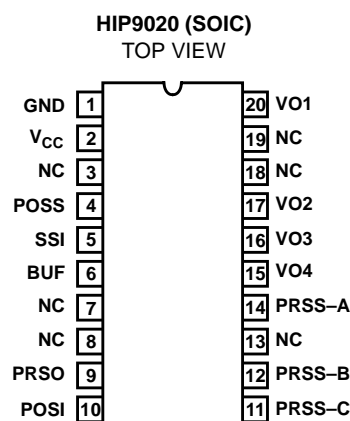 HIP9020 (SOIC)
TOP VIEW
GND 1 20 VO1
VCC 2 19 NC
NC 3 18 NC
POSS 4 17 VO2
SSI 5 16 VO3
BUF 6 15 VO4
NC 7 14 PRSS–A
NC 8 13 NC
PRSO 9 12 PRSS–B
POSI 10 11 PRSS–C